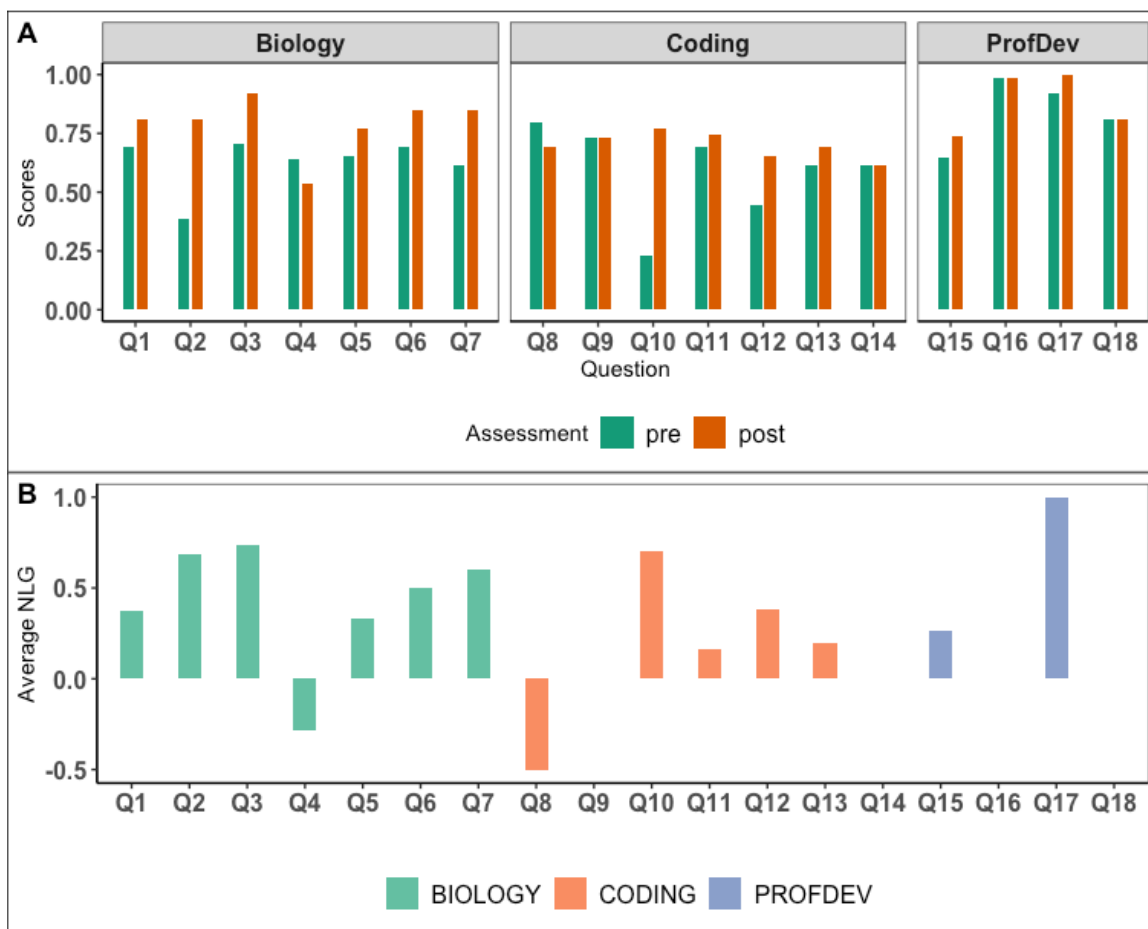 A
Biology Coding ProfDev
Scores
1.00
0.75
0.50
0.25
0.00
Q1 Q2 Q3 Q4 Q5 Q6 Q7 Q8 Q9 Q10 Q11 Q12 Q13 Q14 Q15 Q16 Q17 Q18
Question
Assessment pre post
B
Average NLG
1.0
0.5
0.0
-0.5
Q1 Q2 Q3 Q4 Q5 Q6 Q7 Q8 Q9 Q10 Q11 Q12 Q13 Q14 Q15 Q16 Q17 Q18
BIOLOGY CODING PROFDEV